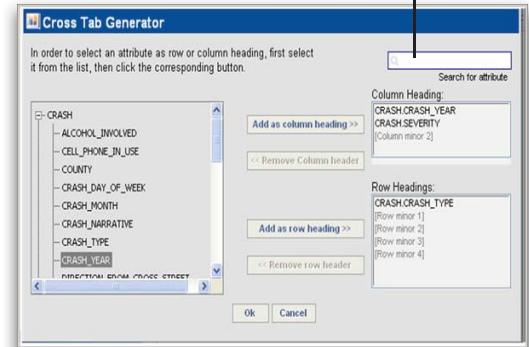 Cross Tab Generator
In order to select an attribute as row or column heading, first select
it from the list, then click the corresponding button.
Search for attribute
Column Heading:
CRASH.CRASH_YEAR
CRASH.SEVERITY
[Column minor 2]
CRASH
ALCOHOL_INVOLVED
CELL_PHONE_IN_USE
COUNTY
CRASH_DAY_OF_WEEK
CRASH_MONTH
CRASH_NARRATIVE
CRASH_TYPE
CRASH_YEAR
DIRECTION_FROM_CROSS_STREET
Add as column heading >>
<< Remove Column header
Row Headings:
CRASH.CRASH_TYPE
[Row minor 1]
[Row minor 2]
[Row minor 3]
[Row minor 4]
Add as row heading >>
<< Remove row header
Ok
Cancel